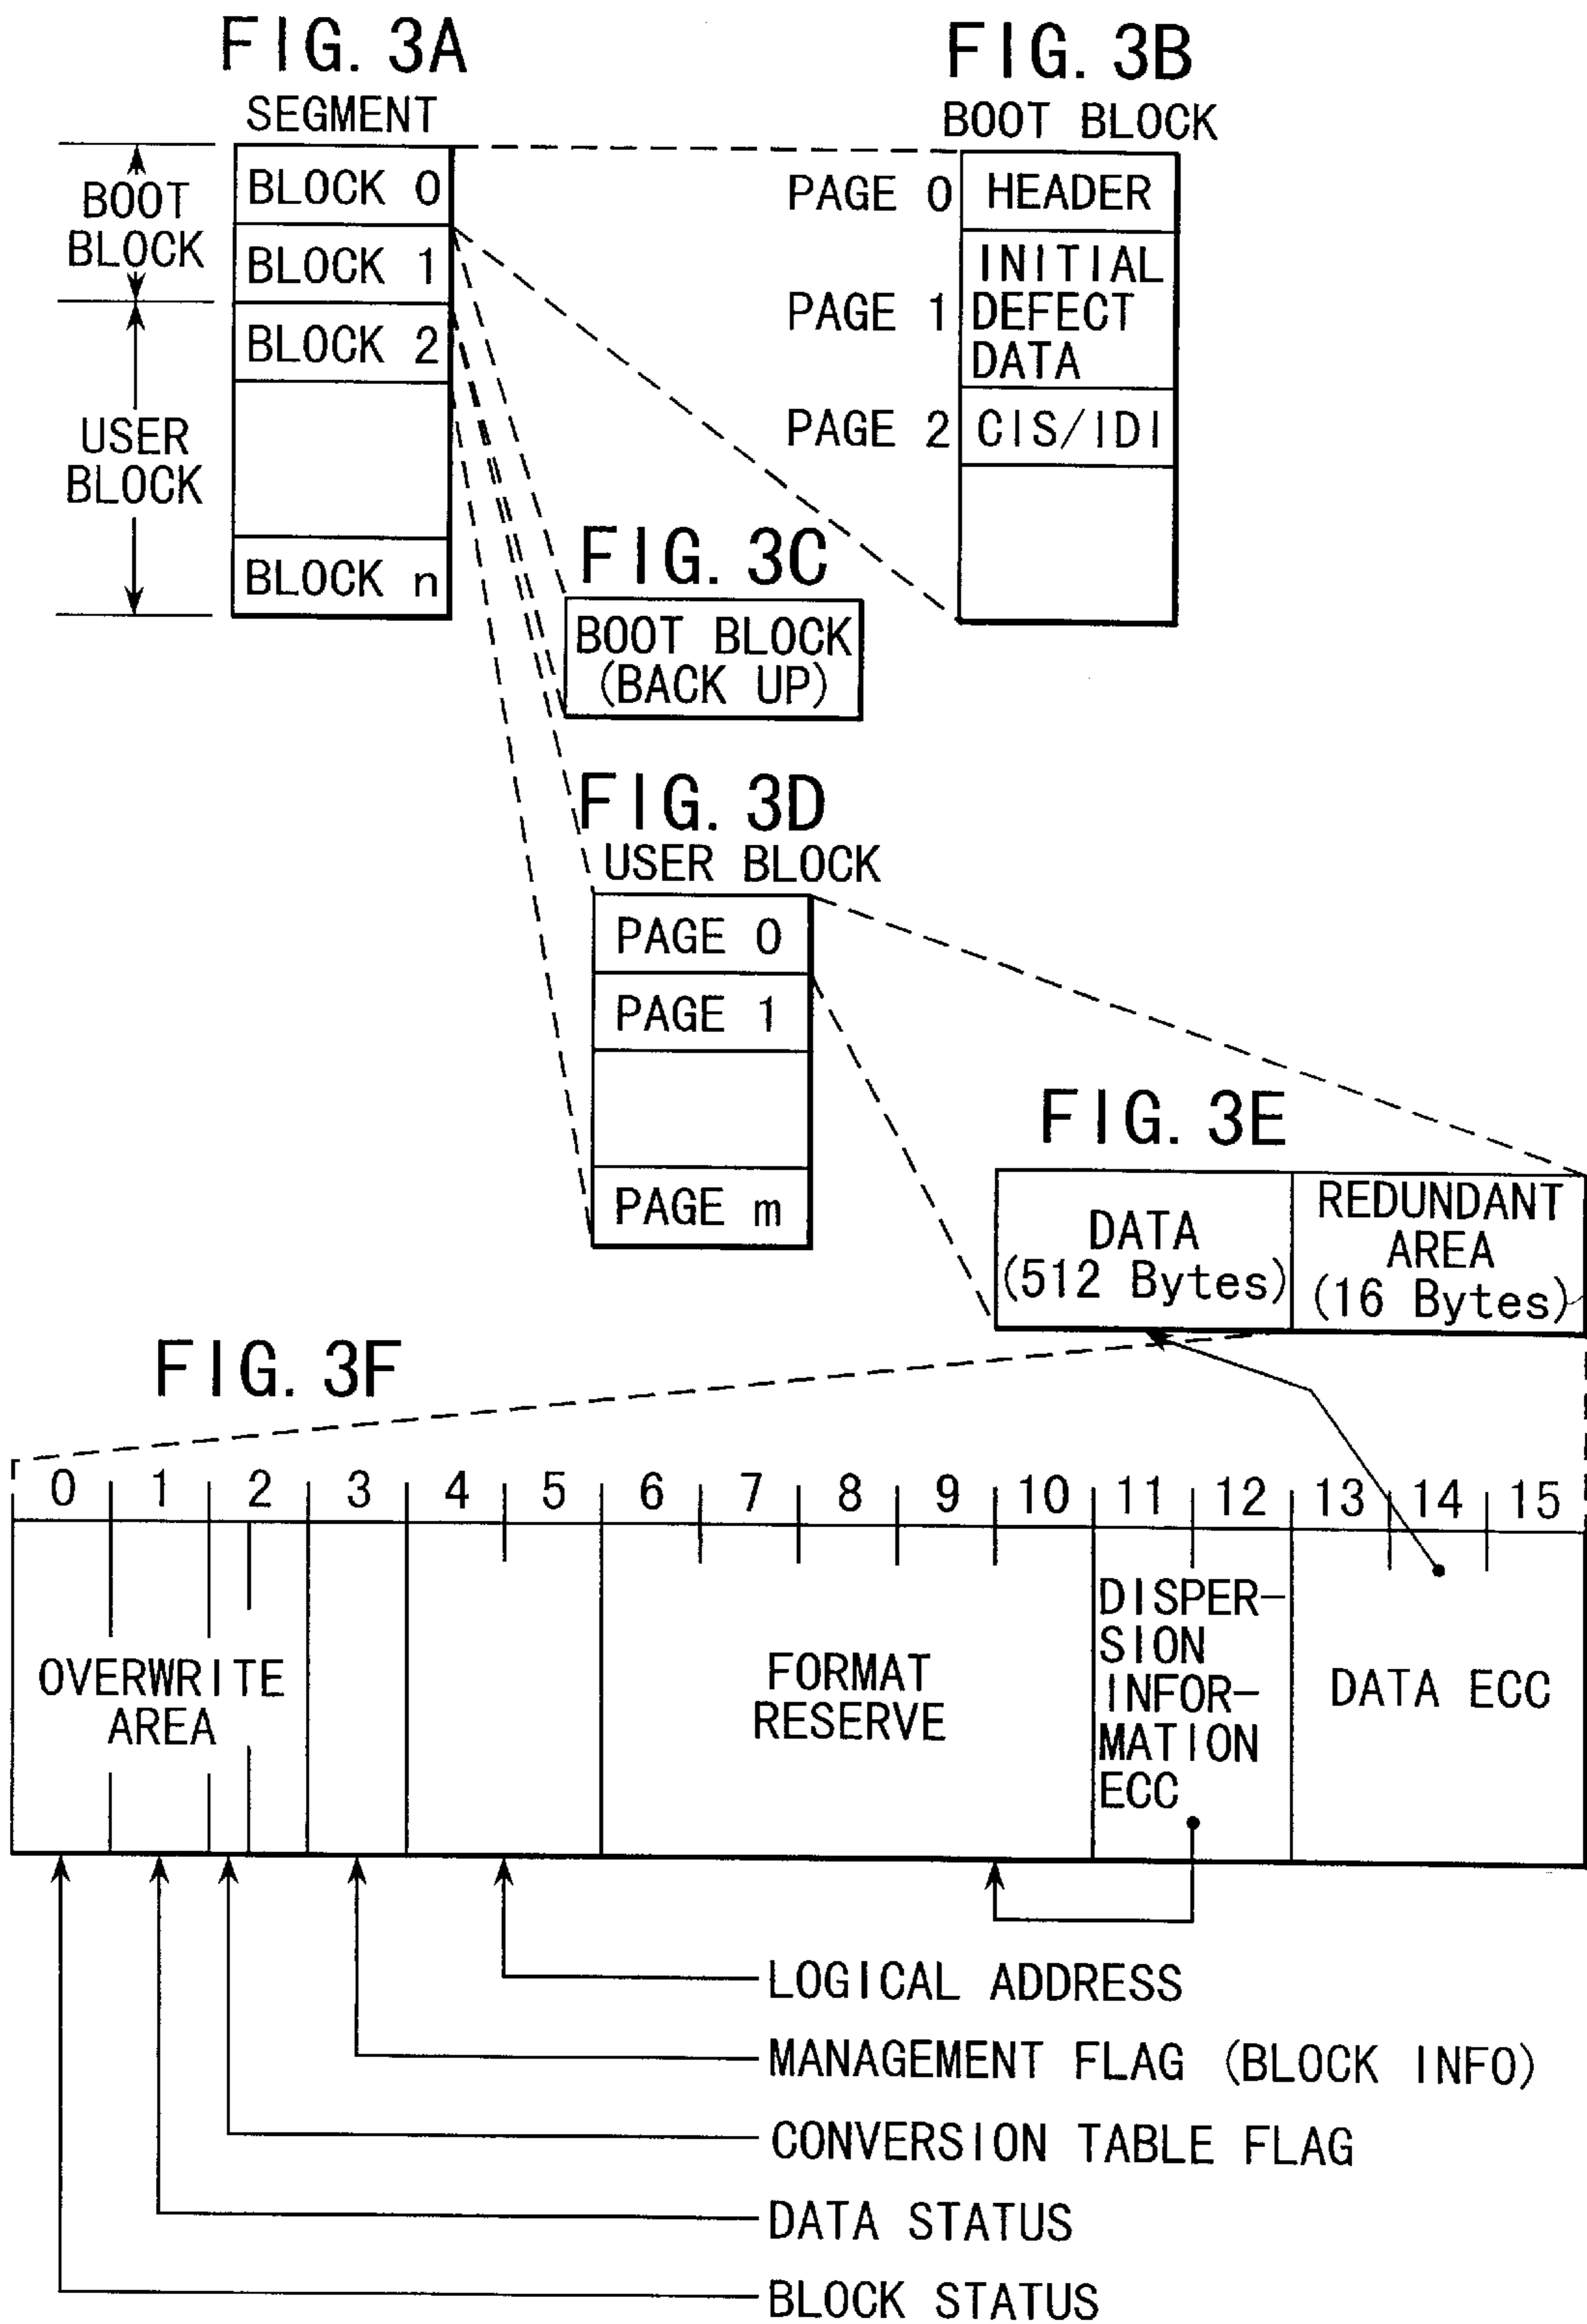 FIG. 3A
SEGMENT
BOOT
BLOCK
USER
BLOCK
BLOCK 0
BLOCK 1
BLOCK 2
BLOCK n
FIG. 3B
BOOT BLOCK
PAGE 0
HEADER
PAGE 1
INITIAL
DEFECT
DATA
PAGE 2
CIS/IDI
FIG. 3C
BOOT BLOCK
(BACK UP)
FIG. 3D
USER BLOCK
PAGE 0
PAGE 1
PAGE m
FIG. 3E
DATA
(512 Bytes)
REDUNDANT
AREA
(16 Bytes)
FIG. 3F
0 1 2 3 4 5 6 7 8 9 10 11 12 13 14 15
OVERWRITE
AREA
FORMAT
RESERVE
DISPER-
SION
INFOR-
MATION
ECC
DATA ECC
LOGICAL ADDRESS
MANAGEMENT FLAG (BLOCK INFO)
CONVERSION TABLE FLAG
DATA STATUS
BLOCK STATUS